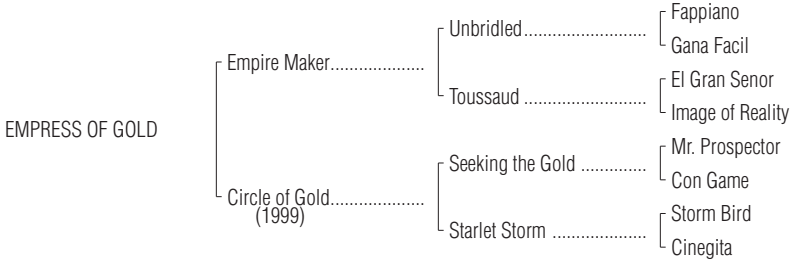 Fappiano
Unbridled
Gana Facil
Empire Maker
El Gran Senor
Toussaud
Image of Reality
EMPRESS OF GOLD
Mr. Prospector
Seeking the Gold
Con Game
Circle of Gold
(1999)
Storm Bird
Starlet Storm
Cinegita